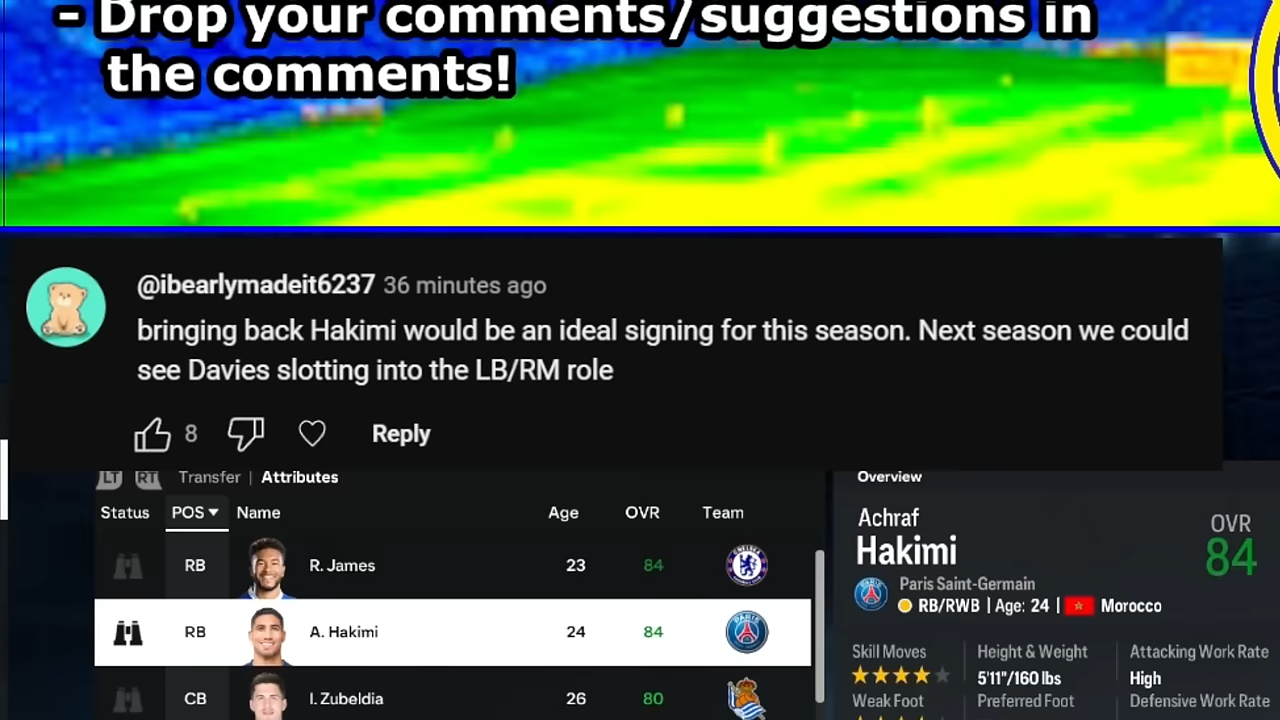 - Drop your comments/suggestions in
the comments!
@ibearlymadeit6237 36 minutes ago
bringing back Hakimi would be an ideal signing for this season. Next season we could
see Davies slotting into the LB/RM role
8 Reply
LT RT Transfer | Attributes
Status POS Name Age OVR Team
RB R. James 23 84
RB A. Hakimi 24 84
CB I. Zubeldia 26 80
Overview
Achraf
Hakimi
OVR
84
Paris Saint-Germain
RB/RWB | Age: 24 | Morocco
Skill Moves Height & Weight Attacking Work Rate
5'11"/160 lbs High
Weak Foot Preferred Foot Defensive Work Rate